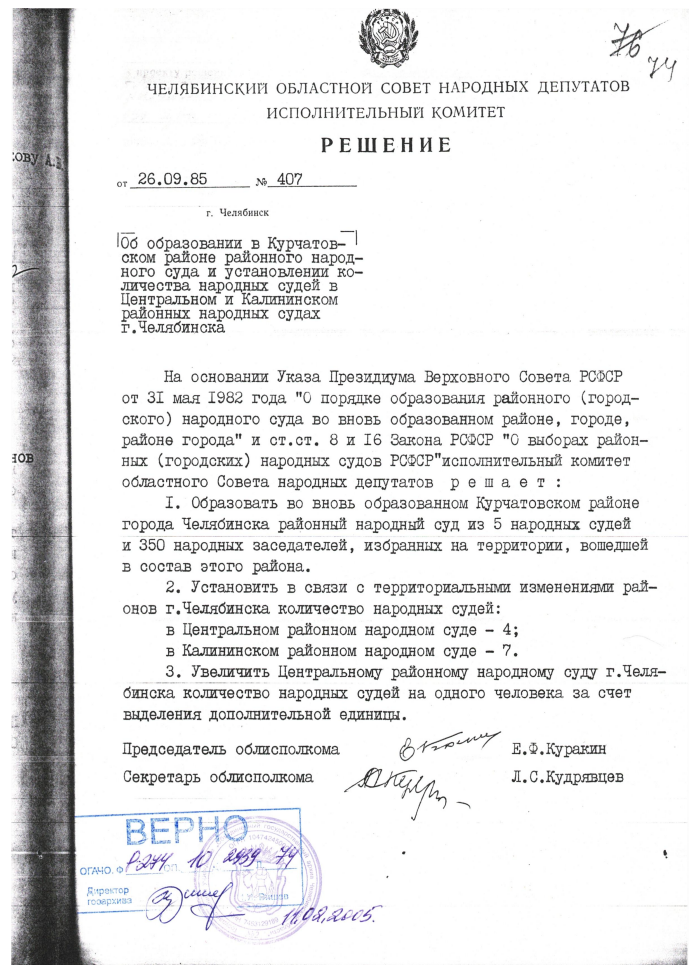 76
74
ЧЕЛЯБИНСКИЙ ОБЛАСТНОЙ СОВЕТ НАРОДНЫХ ДЕПУТАТОВ
ИСПОЛНИТЕЛЬНЫЙ КОМИТЕТ
РЕШЕНИЕ
от 26.09.85 № 407
г. Челябинск
Об образовании в Курчатов-
ском районе районного народ-
ного суда и установлении ко-
личества народных судей в
Центральном и Калининском
районных народных судах
г.Челябинска
На основании Указа Президиума Верховного Совета РСФСР
от 31 мая 1982 года "О порядке образования районного (город-
ского) народного суда во вновь образованном районе, городе,
районе города" и ст.ст. 8 и 16 Закона РСФСР "О выборах район-
ных (городских) народных судов РСФСР"исполнительный комитет
областного Совета народных депутатов р е ш а е т :
1. Образовать во вновь образованном Курчатовском районе
города Челябинска районный народный суд из 5 народных судей
и 350 народных заседателей, избранных на территории, вошедшей
в состав этого района.
2. Установить в связи с территориальными изменениями рай-
онов г.Челябинска количество народных судей:
в Центральном районном народном суде - 4;
в Калининском районном народном суде - 7.
3. Увеличить Центральному районному народному суду г.Челя-
бинска количество народных судей на одного человека за счет
выделения дополнительной единицы.
Председатель облисполкома Е.Ф.Куракин
Секретарь облисполкома Л.С.Кудрявцев
ВЕРНО
ОГАЧО. Ф Р-274 ОП. 10 2939 74
Директор
госархива
11.02.2005.